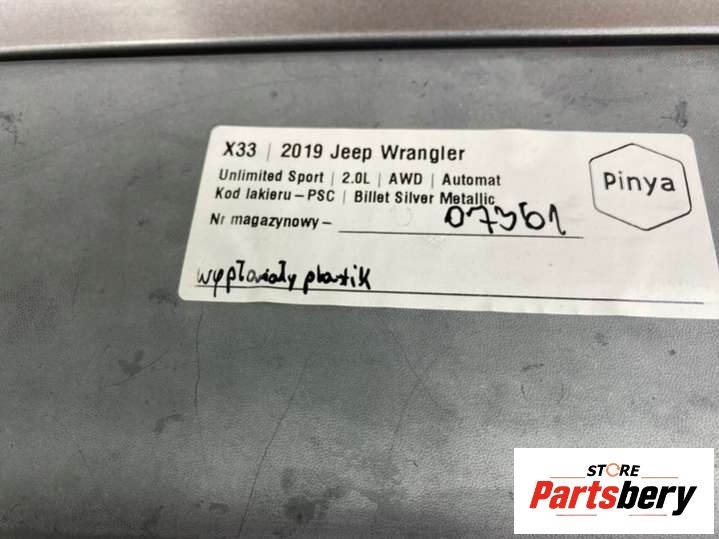 X33 | 2019 Jeep Wrangler
Unlimited Sport | 2.0L | AWD | Automat
Kod lakieru – PSC | Billet Silver Metallic
Nr magazynowy – 07361
wypłowiały plastik
Pinya
STORE
Partsbery